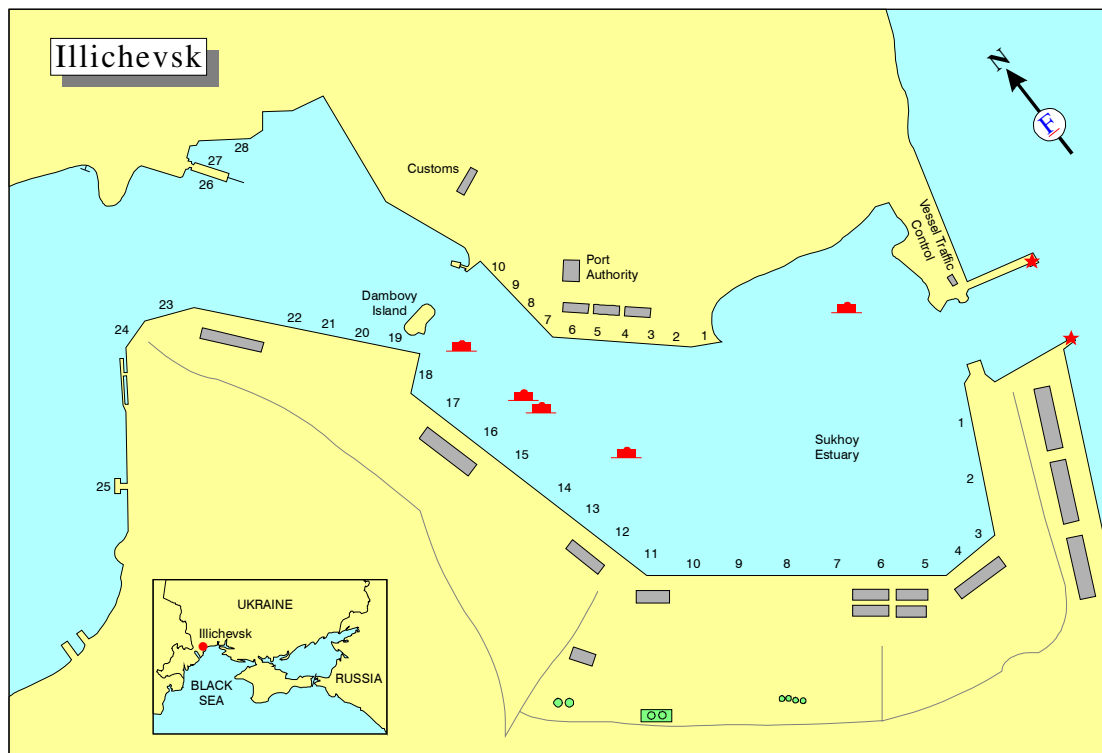 Illichevsk
N
F
28
27
26
Customs
Vessel Traffic
Control
10
9
8
7
Port
Authority
6
5
4
3
2
1
Dambovy
Island
23
24
22
21
20
19
18
17
16
15
14
13
12
11
10
9
8
7
6
5
4
3
2
1
Sukhoy
Estuary
25
UKRAINE
Illichevsk
RUSSIA
BLACK
SEA